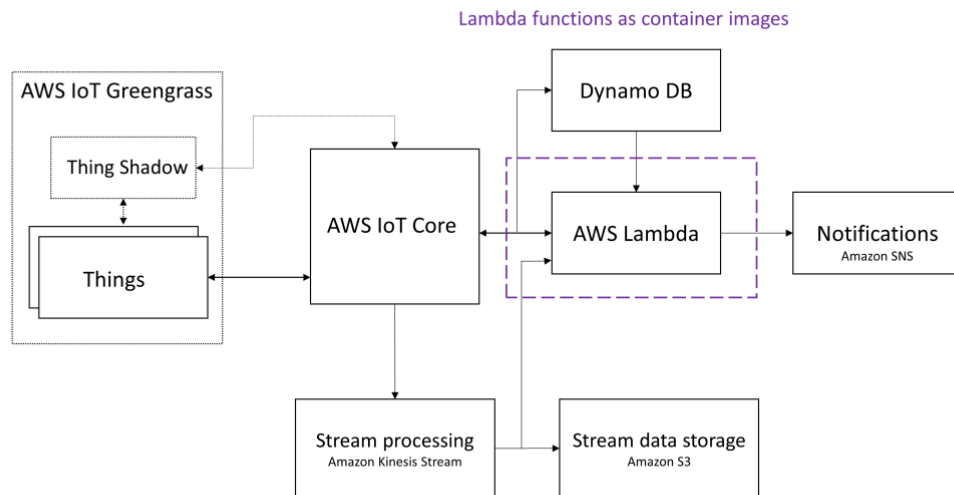 Lambda functions as container images
AWS IoT Greengrass
Thing Shadow
Things
AWS IoT Core
Dynamo DB
AWS Lambda
Notifications
Amazon SNS
Stream processing
Amazon Kinesis Stream
Stream data storage
Amazon S3